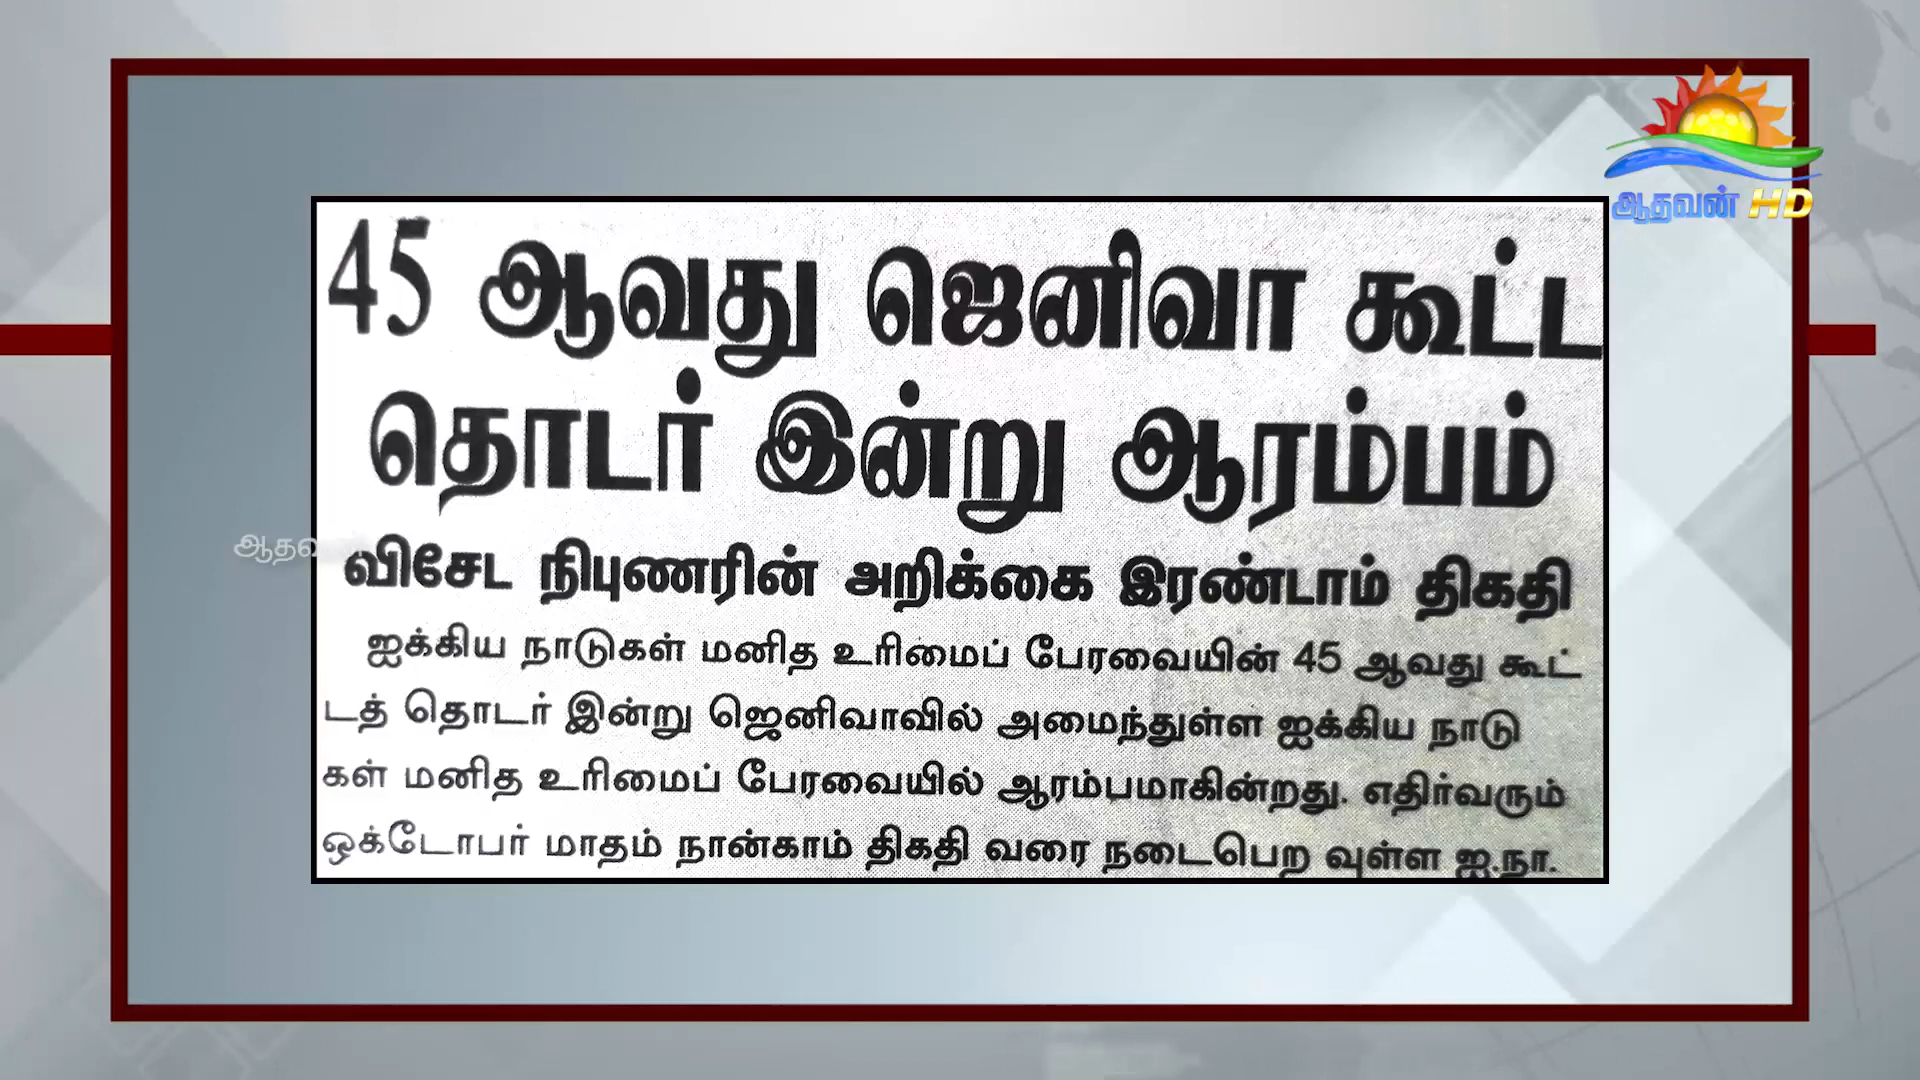 ஆதவன் HD
45 ஆவது ஜெனிவா கூட்ட
தொடர் இன்று ஆரம்பம்
விசேட நிபுணரின் அறிக்கை இரண்டாம் திகதி
ஐக்கிய நாடுகள் மனித உரிமைப் பேரவையின் 45 ஆவது கூட்
டத் தொடர் இன்று ஜெனிவாவில் அமைந்துள்ள ஐக்கிய நாடு
கள் மனித உரிமைப் பேரவையில் ஆரம்பமாகின்றது. எதிர்வரும்
ஒக்டோபர் மாதம் நான்காம் திகதி வரை நடைபெற வுள்ள ஐ.நா.